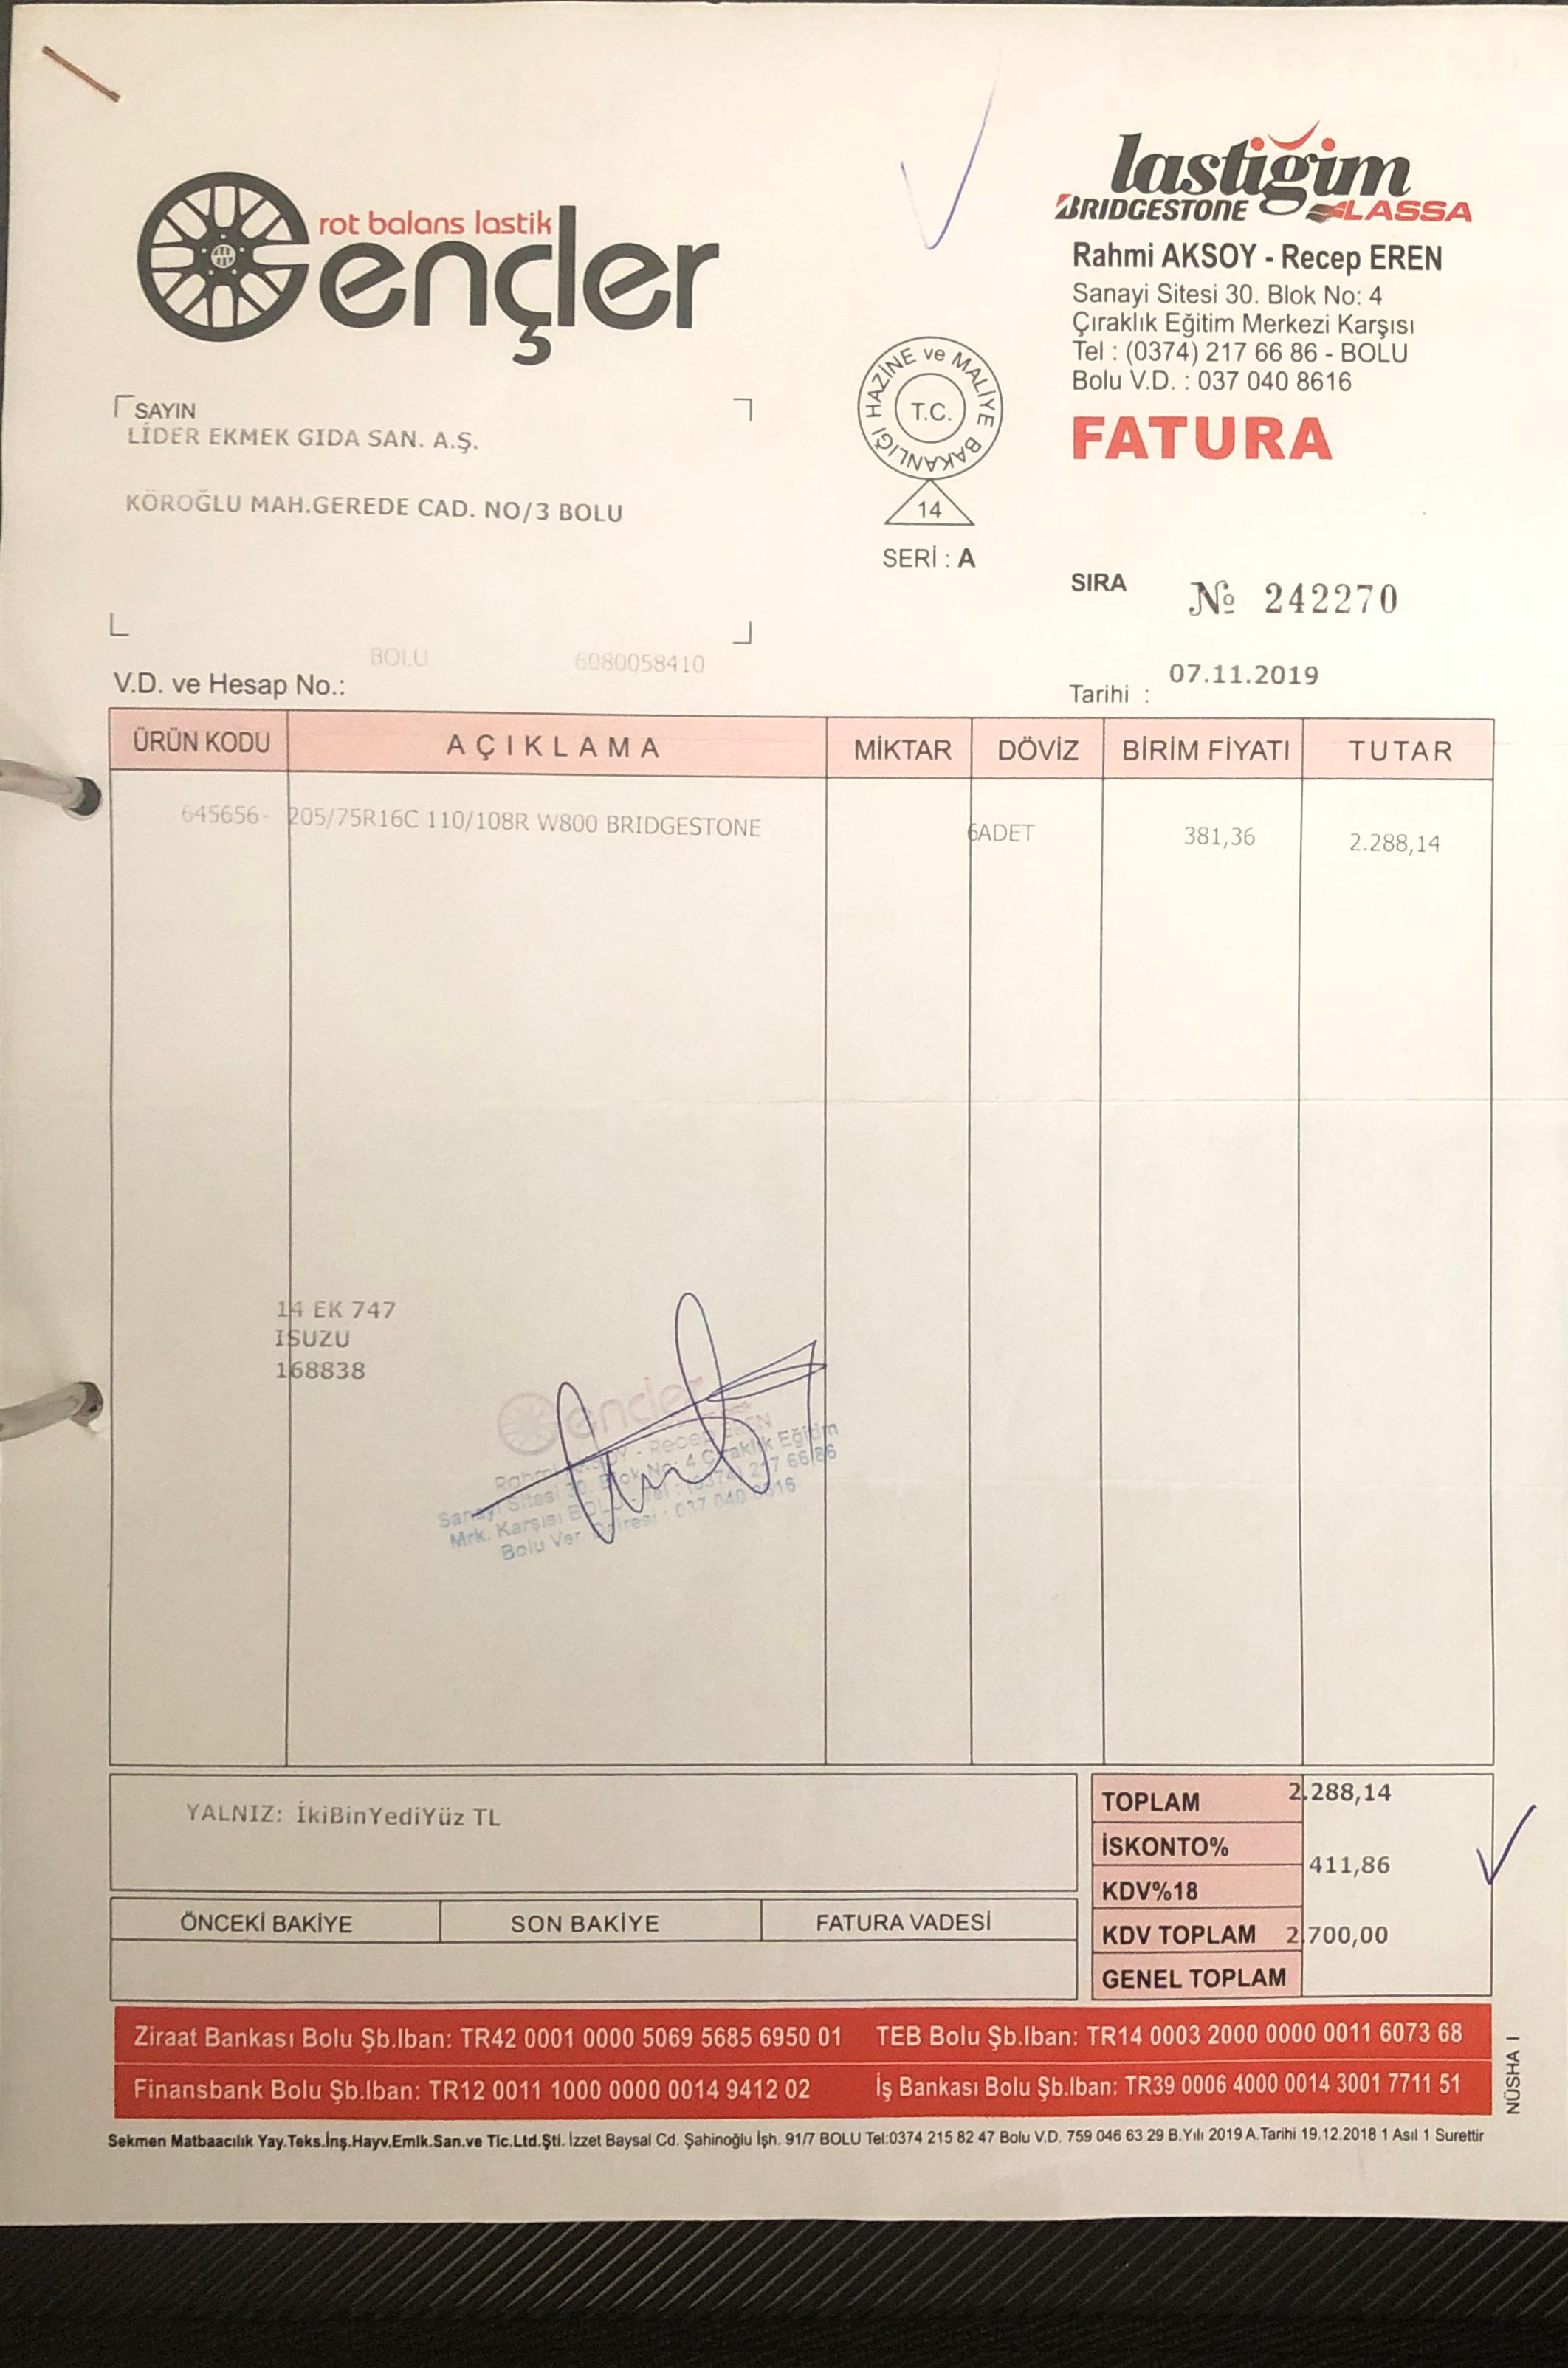 rot balans lastik
Gençler
lastiğim
BRIDGESTONE LASSA
Rahmi AKSOY - Recep EREN
Sanayi Sitesi 30. Blok No: 4
Çıraklık Eğitim Merkezi Karşısı
Tel : (0374) 217 66 86 - BOLU
Bolu V.D. : 037 040 8616
FATURA
T.C.
HAZİNE ve MALİYE BAKANLIĞI
14
SERİ : A
SAYIN
LİDER EKMEK GIDA SAN. A.Ş.
KÖROĞLU MAH.GEREDE CAD. NO/3 BOLU
SIRA № 242270
BOLU 6080058410
V.D. ve Hesap No.:
Tarihi : 07.11.2019
ÜRÜN KODU AÇIKLAMA MİKTAR DÖVİZ BİRİM FİYATI TUTAR
645656- 205/75R16C 110/108R W800 BRIDGESTONE 6ADET 381,36 2.288,14
14 EK 747
ISUZU
168838
Gençler
Rahmi Aksoy - Recep EREN
Sanayi Sitesi 30. Blok No: 4 Çıraklık Eğitim
Mrk. Karşısı BOLU - Tel : (0374) 217 66 86
Bolu Ver. Dairesi : 037 040 8616
YALNIZ: İkiBinYediYüz TL
TOPLAM 2.288,14
İSKONTO%
411,86
KDV%18
KDV TOPLAM 2.700,00
GENEL TOPLAM
ÖNCEKİ BAKİYE SON BAKİYE FATURA VADESİ
Ziraat Bankası Bolu Şb.Iban: TR42 0001 0000 5069 5685 6950 01 TEB Bolu Şb.Iban: TR14 0003 2000 0000 0011 6073 68
Finansbank Bolu Şb.Iban: TR12 0011 1000 0000 0014 9412 02 İş Bankası Bolu Şb.Iban: TR39 0006 4000 0014 3001 7711 51
NÜSHA I
Sekmen Matbaacılık Yay.Teks.İnş.Hayv.Emlk.San.ve Tic.Ltd.Şti. İzzet Baysal Cd. Şahinoğlu İşh. 91/7 BOLU Tel:0374 215 82 47 Bolu V.D. 759 046 63 29 B.Yılı 2019 A.Tarihi 19.12.2018 1 Asıl 1 Surettir